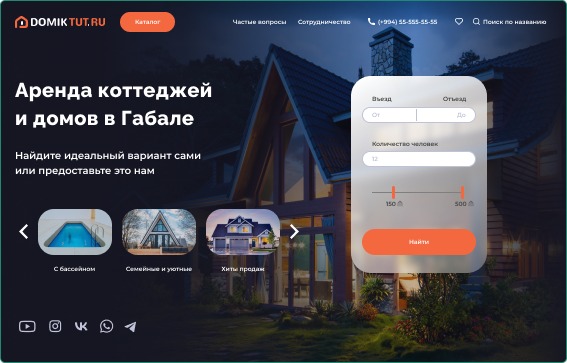 DOMIKTUT.RU
Каталог
Частые вопросы
Сотрудничество
(+994) 55-555-55-55
Поиск по названию
Аренда коттеджей
и домов в Габале
Найдите идеальный вариант сами
или предоставьте это нам
С бассейном
Семейные и уютные
Хиты продаж
Въезд
Отъезд
От
До
Количество человек
12
150 ₼
500 ₼
Найти